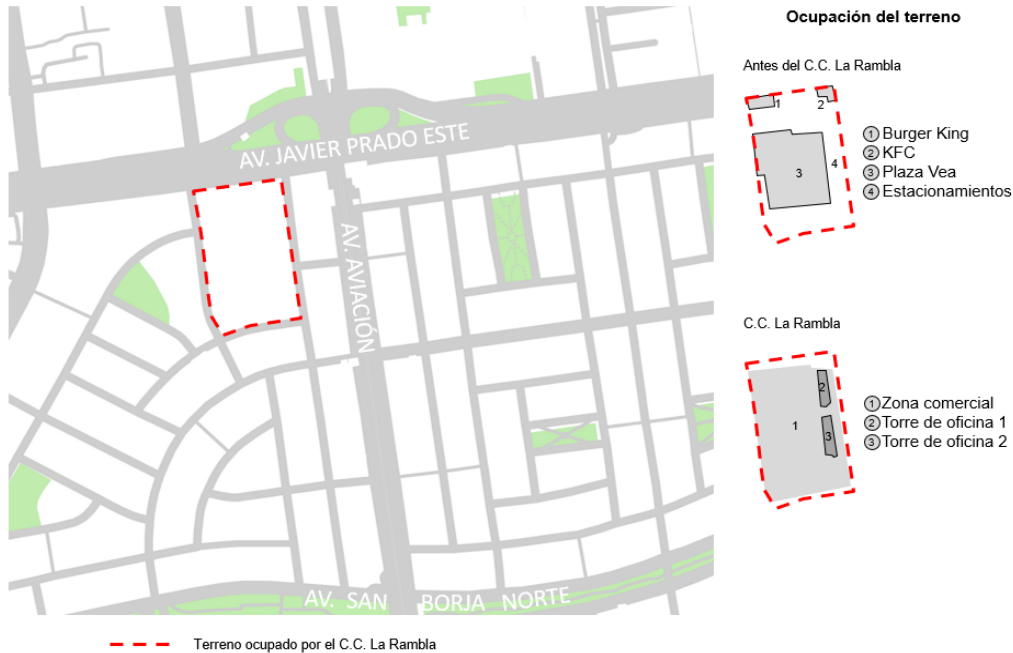 Ocupación del terreno
Antes del C.C. La Rambla
1
2
3
4
① Burger King
② KFC
③ Plaza Vea
④ Estacionamientos
AV. JAVIER PRADO ESTE
AV. AVIACIÓN
C.C. La Rambla
1
2
3
① Zona comercial
② Torre de oficina 1
③ Torre de oficina 2
AV. SAN BORJA NORTE
Terreno ocupado por el C.C. La Rambla